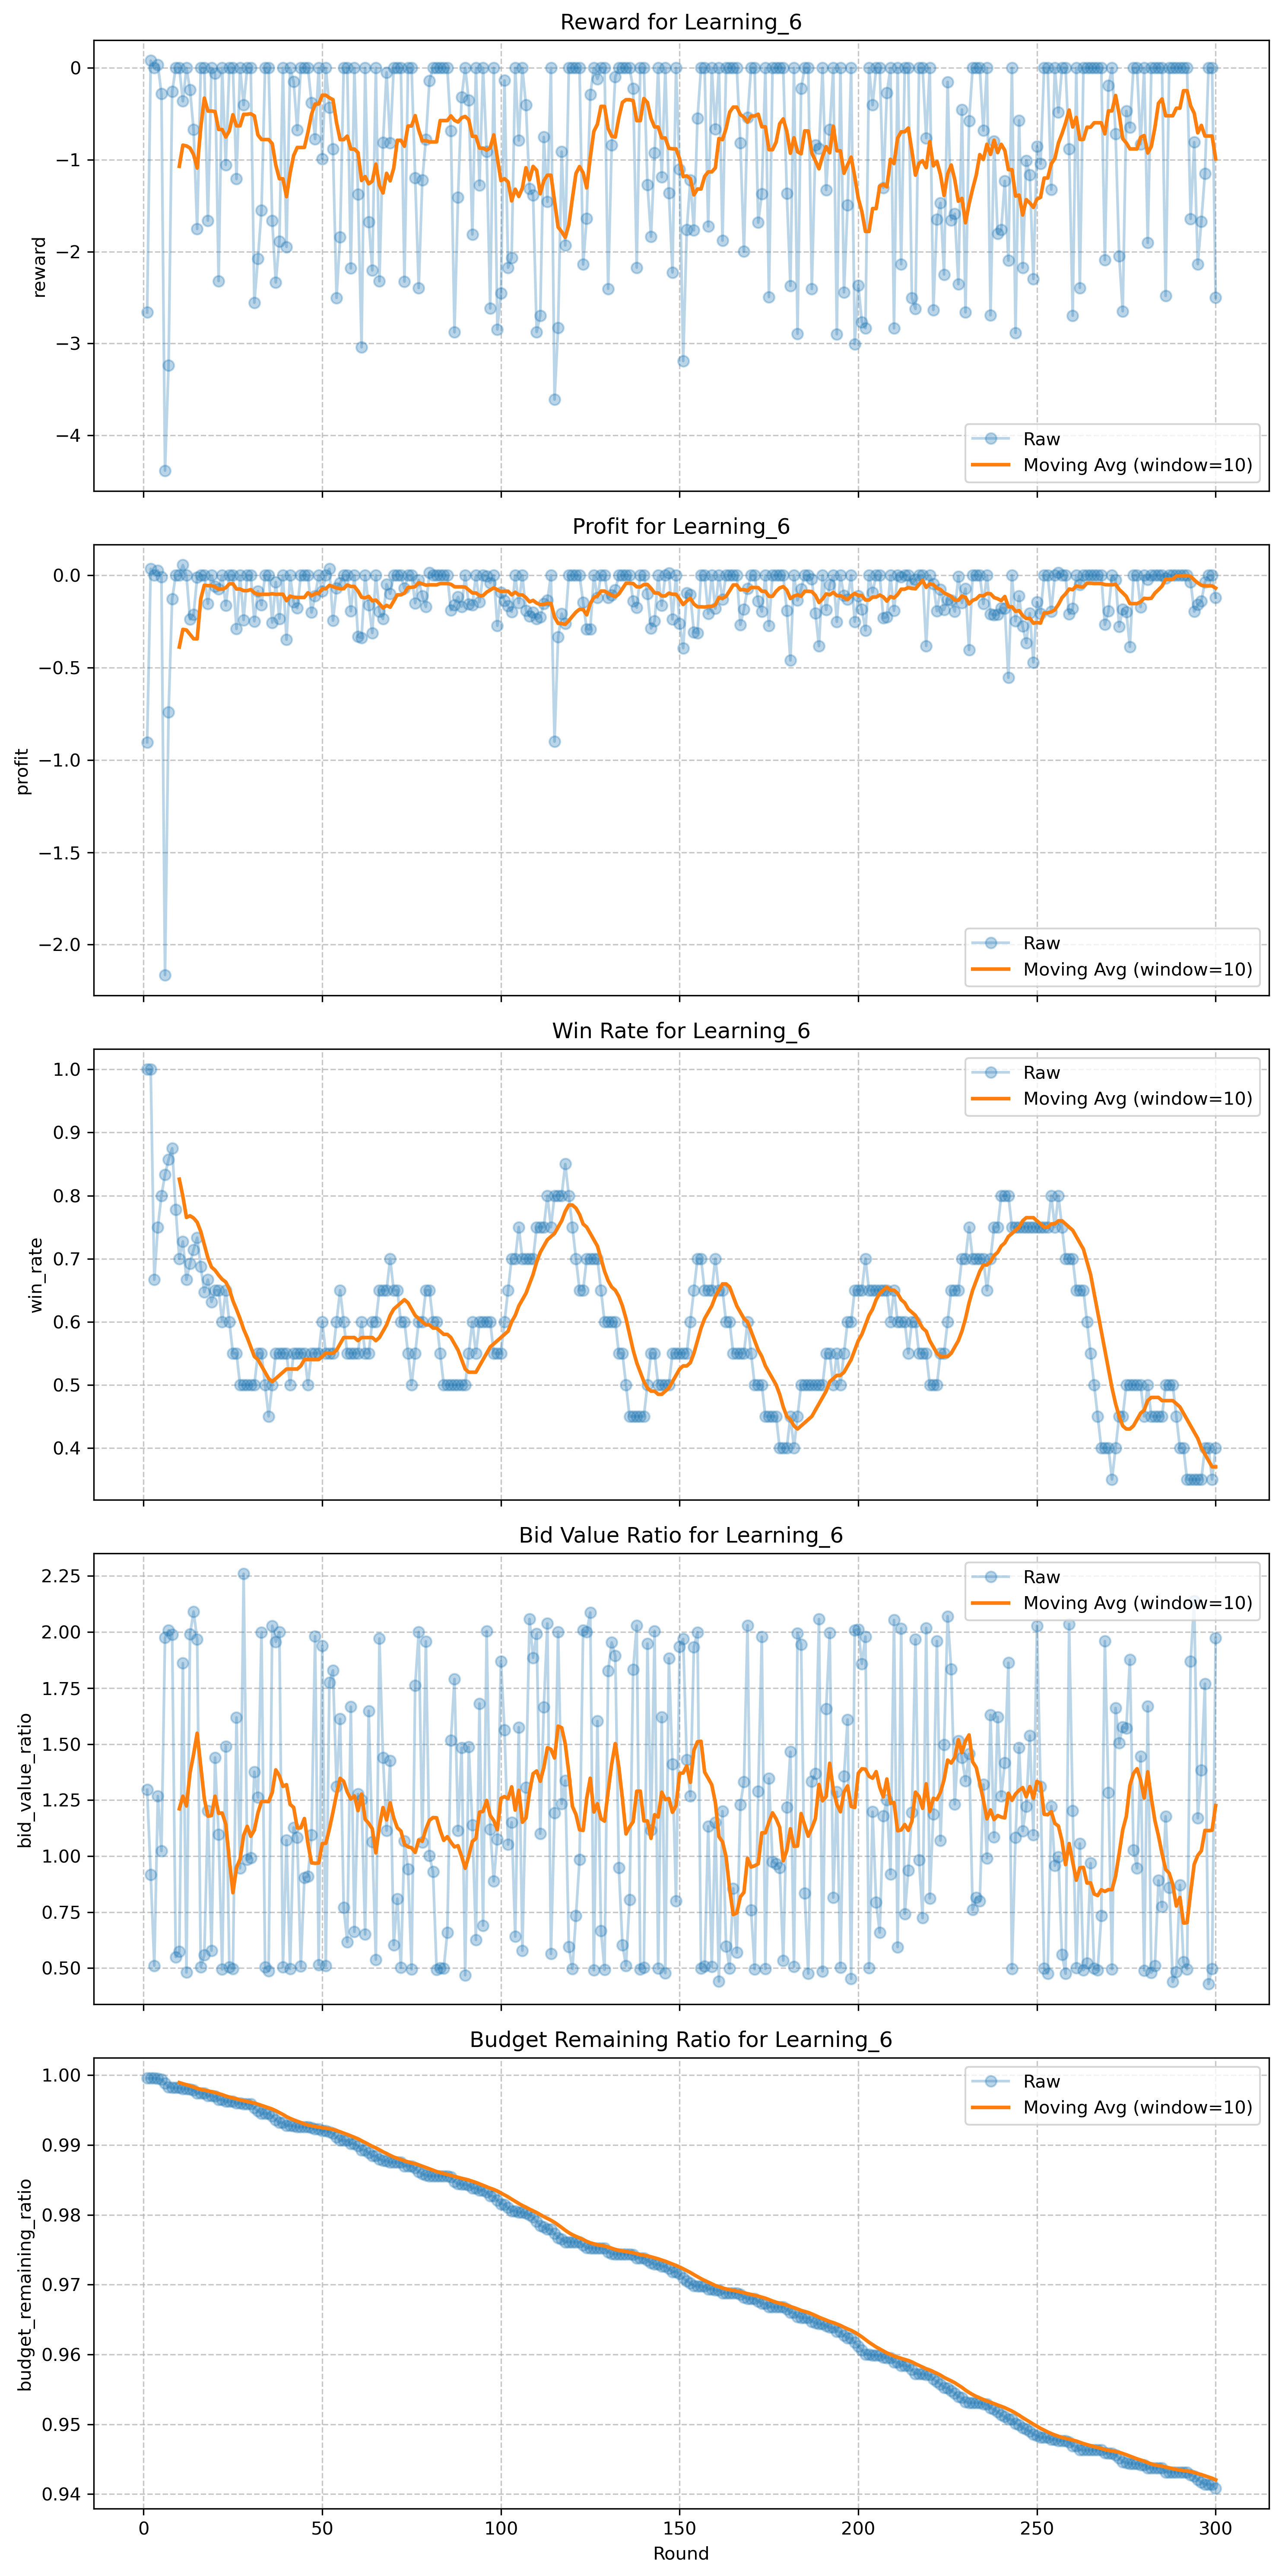 Reward for Learning_6
reward
0
−1
−2
−3
−4
Raw
Moving Avg (window=10)
Profit for Learning_6
profit
0.0
−0.5
−1.0
−1.5
−2.0
Raw
Moving Avg (window=10)
Win Rate for Learning_6
win_rate
1.0
0.9
0.8
0.7
0.6
0.5
0.4
Raw
Moving Avg (window=10)
Bid Value Ratio for Learning_6
bid_value_ratio
2.25
2.00
1.75
1.50
1.25
1.00
0.75
0.50
Raw
Moving Avg (window=10)
Budget Remaining Ratio for Learning_6
budget_remaining_ratio
1.00
0.99
0.98
0.97
0.96
0.95
0.94
Raw
Moving Avg (window=10)
0 50 100 150 200 250 300
Round